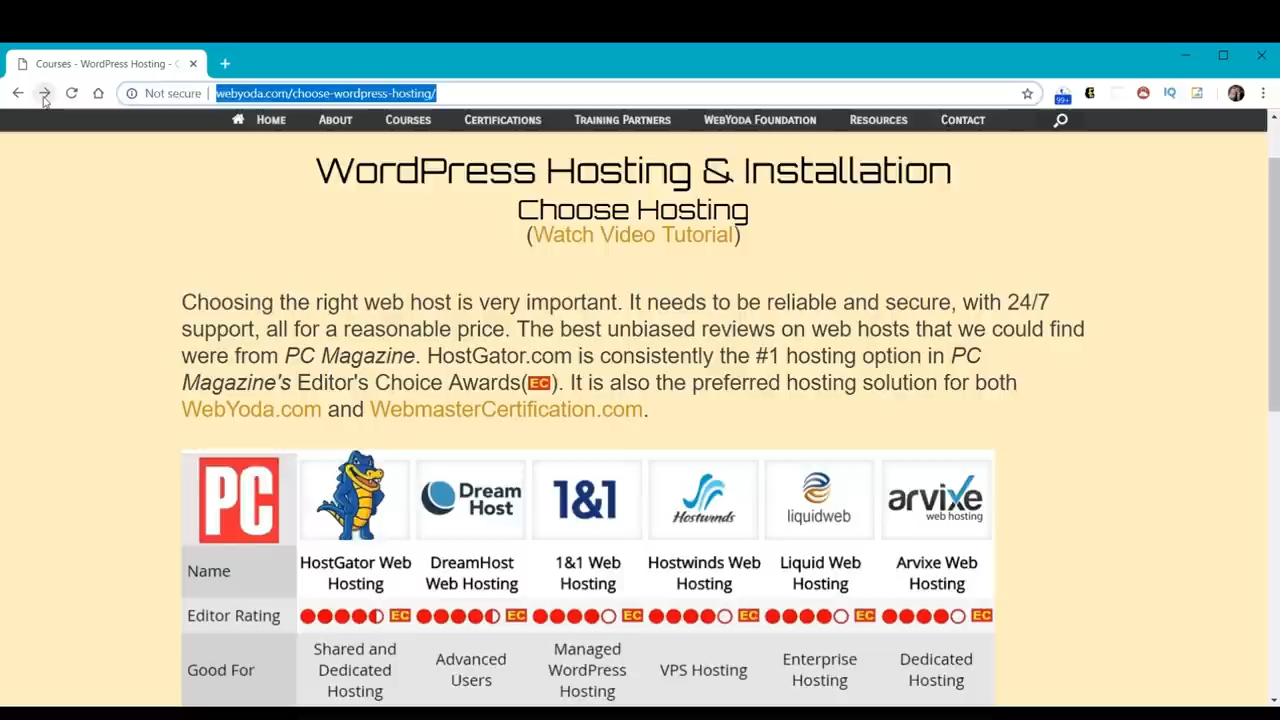 Courses - WordPress Hosting - C
Not secure | webyoda.com/choose-wordpress-hosting/
99+
IQ
HOME ABOUT COURSES CERTIFICATIONS TRAINING PARTNERS WEBYODA FOUNDATION RESOURCES CONTACT
WordPress Hosting & Installation
Choose Hosting
(Watch Video Tutorial)
Choosing the right web host is very important. It needs to be reliable and secure, with 24/7
support, all for a reasonable price. The best unbiased reviews on web hosts that we could find
were from PC Magazine. HostGator.com is consistently the #1 hosting option in PC
Magazine's Editor's Choice Awards(EC). It is also the preferred hosting solution for both
WebYoda.com and WebmasterCertification.com.
PC Dream Host 1&1 Hostwinds liquidweb arvixe web hosting
Name HostGator Web Hosting DreamHost Web Hosting 1&1 Web Hosting Hostwinds Web Hosting Liquid Web Hosting Arvixe Web Hosting
Editor Rating EC EC EC EC EC EC
Good For Shared and Dedicated Hosting Advanced Users Managed WordPress Hosting VPS Hosting Enterprise Hosting Dedicated Hosting